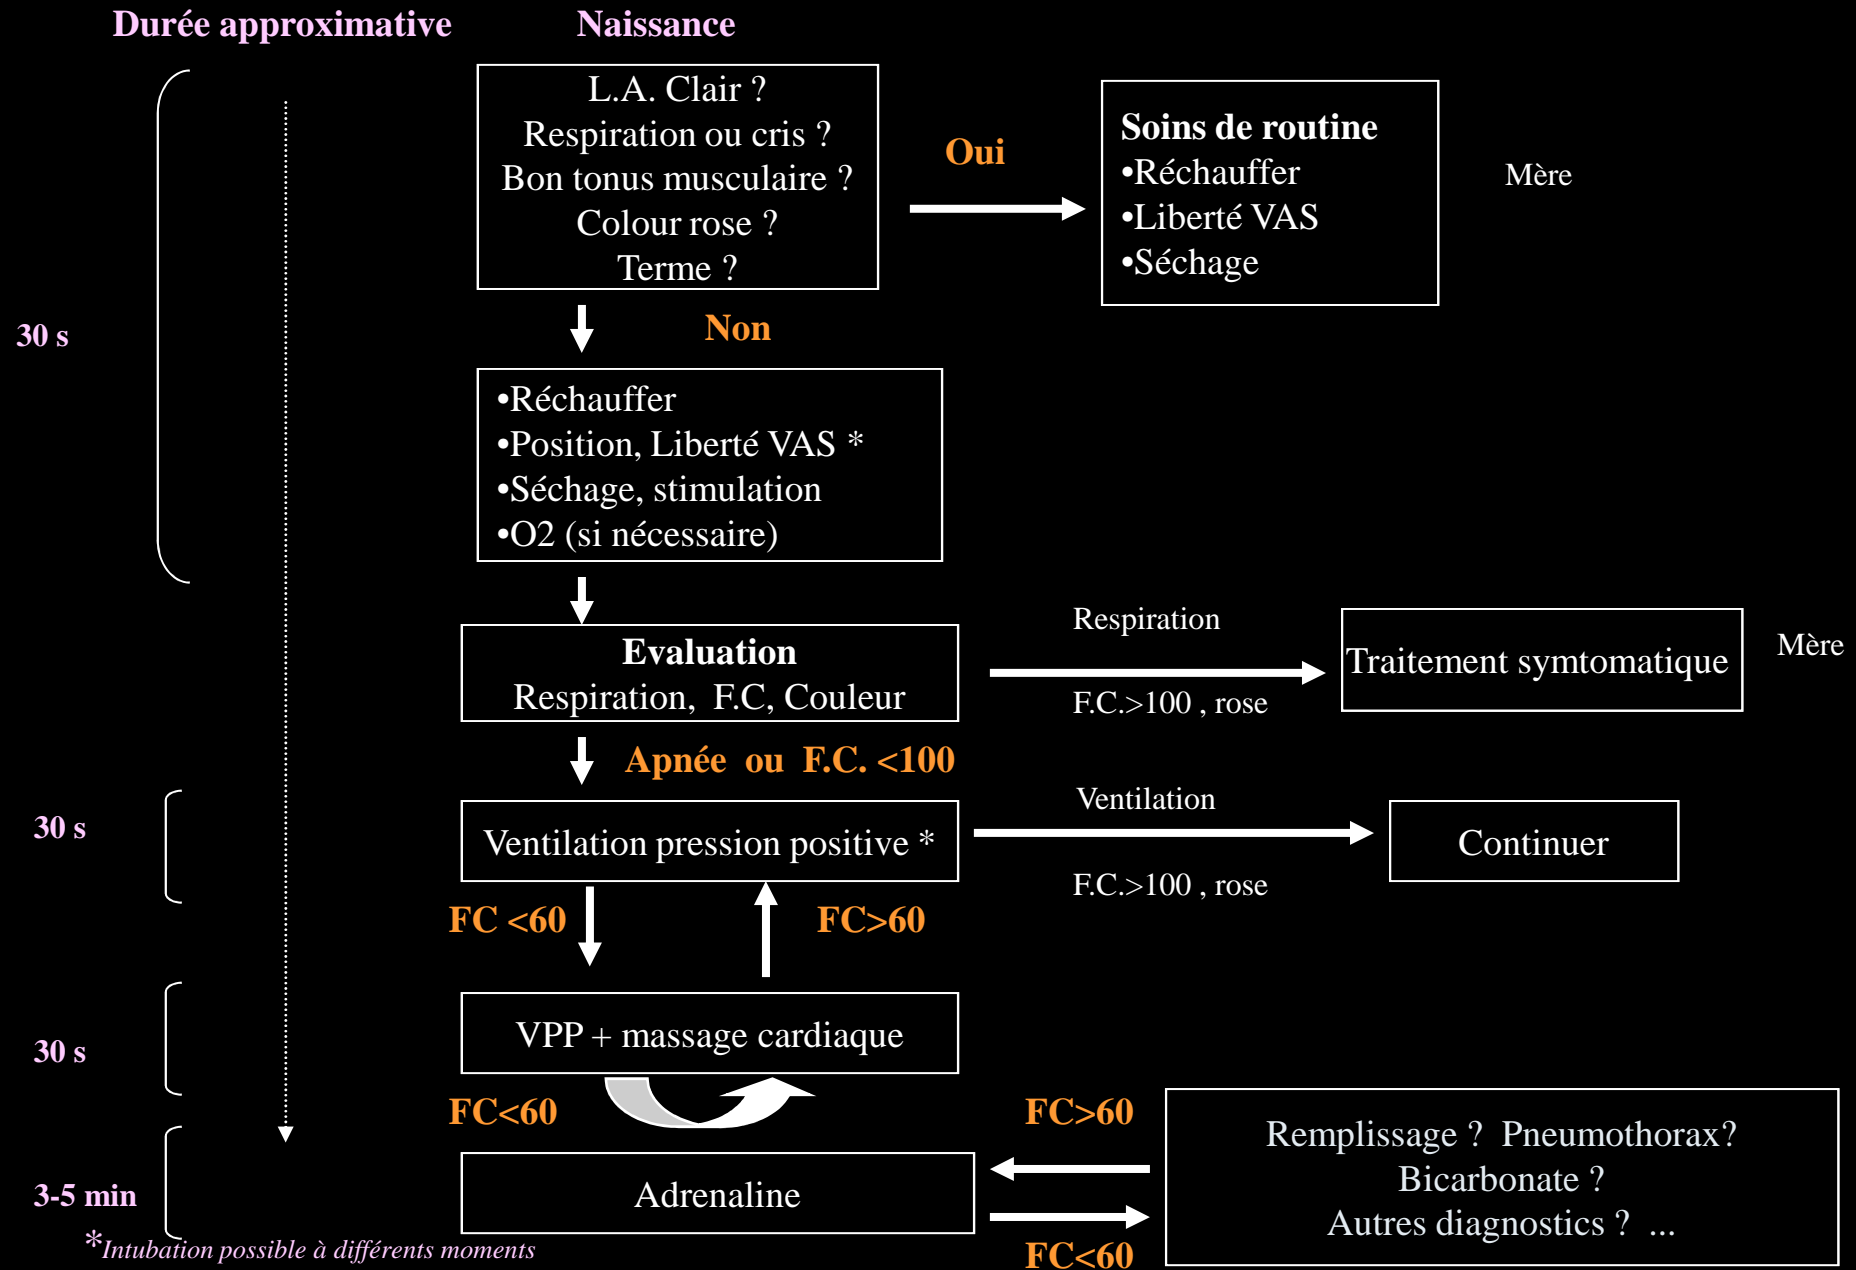 Durée approximative
Naissance
L.A. Clair ?
Respiration ou cris ?
Bon tonus musculaire ?
Colour rose ?
Terme ?
Oui
Soins de routine
•Réchauffer
•Liberté VAS
•Séchage
Mère
30 s
Non
•Réchauffer
•Position, Liberté VAS *
•Séchage, stimulation
•O2 (si nécessaire)
Evaluation
Respiration, F.C, Couleur
Respiration
F.C.>100 , rose
Traitement symtomatique
Mère
Apnée ou F.C. <100
30 s
Ventilation pression positive *
Ventilation
F.C.>100 , rose
Continuer
FC <60
FC>60
30 s
VPP + massage cardiaque
FC<60
FC>60
3-5 min
Adrenaline
Remplissage ? Pneumothorax?
Bicarbonate ?
Autres diagnostics ? ...
FC<60
*Intubation possible à différents moments